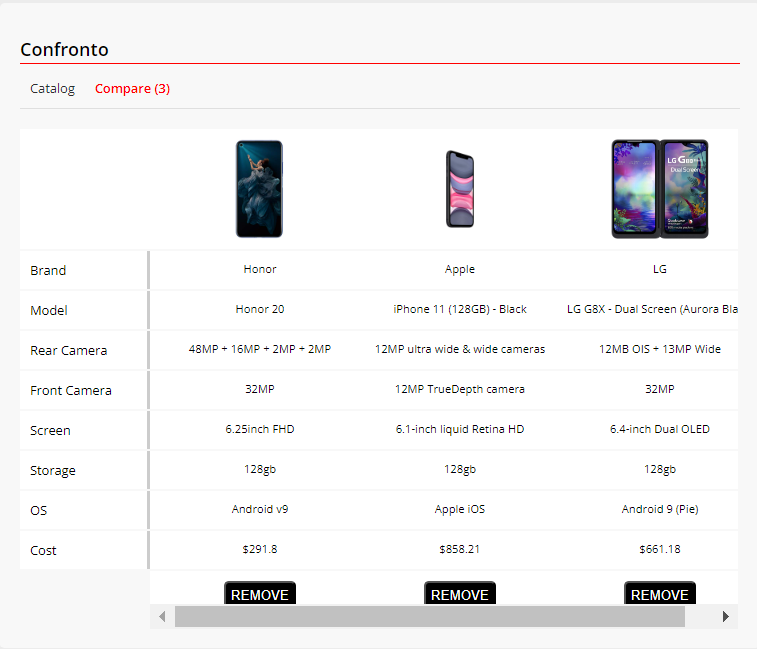 Confronto
Catalog Compare (3)
LG G8X
Dual Screen
Brand Honor Apple LG
Model Honor 20 iPhone 11 (128GB) - Black LG G8X - Dual Screen (Aurora Bla
Rear Camera 48MP + 16MP + 2MP + 2MP 12MP ultra wide & wide cameras 12MB OIS + 13MP Wide
Front Camera 32MP 12MP TrueDepth camera 32MP
Screen 6.25inch FHD 6.1-inch liquid Retina HD 6.4-inch Dual OLED
Storage 128gb 128gb 128gb
OS Android v9 Apple iOS Android 9 (Pie)
Cost $291.8 $858.21 $661.18
REMOVE REMOVE REMOVE